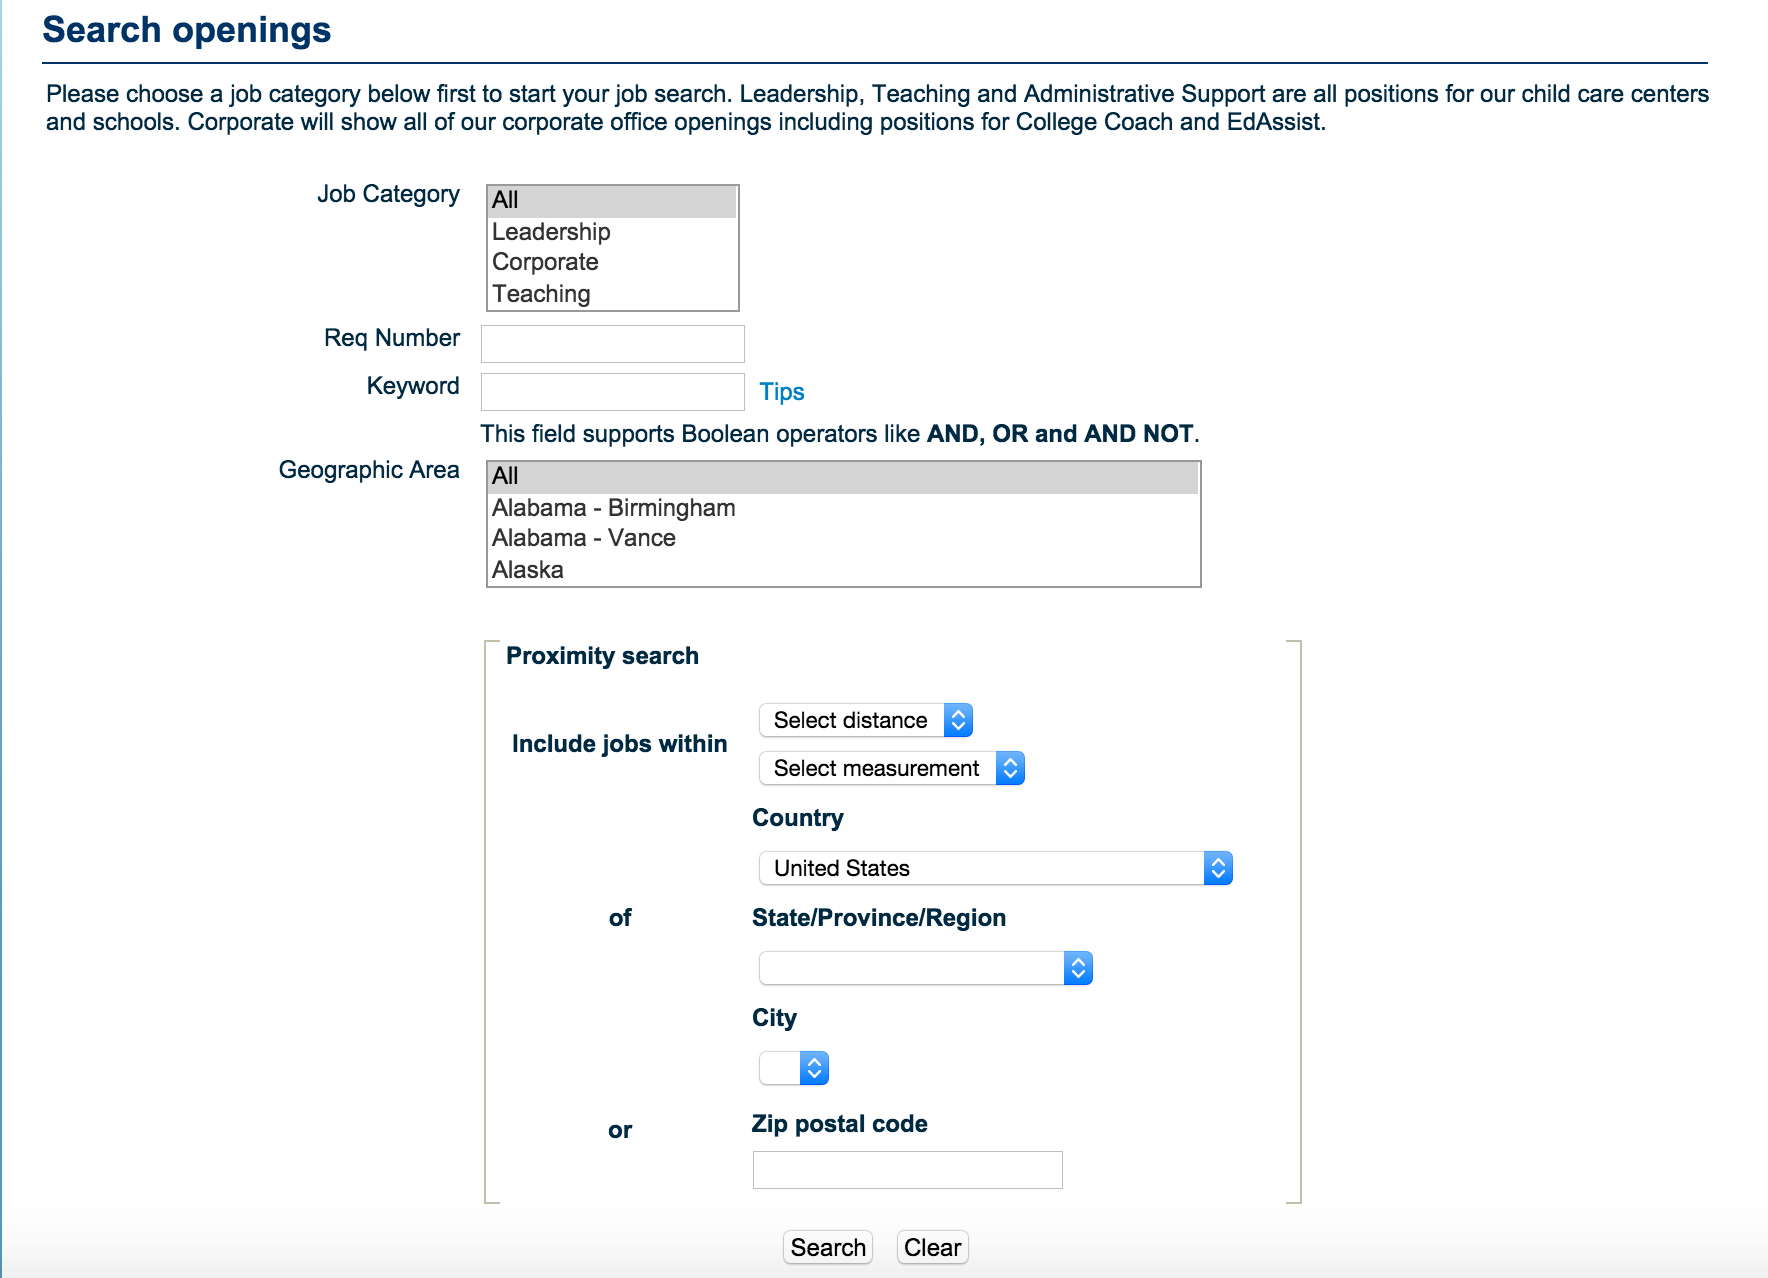 Search openings
Please choose a job category below first to start your job search. Leadership, Teaching and Administrative Support are all positions for our child care centers
and schools. Corporate will show all of our corporate office openings including positions for College Coach and EdAssist.
Job Category
All
Leadership
Corporate
Teaching
Req Number
Keyword
Tips
This field supports Boolean operators like AND, OR and AND NOT.
Geographic Area
All
Alabama - Birmingham
Alabama - Vance
Alaska
Proximity search
Include jobs within
Select distance
Select measurement
Country
United States
of
State/Province/Region
City
or
Zip postal code
Search
Clear